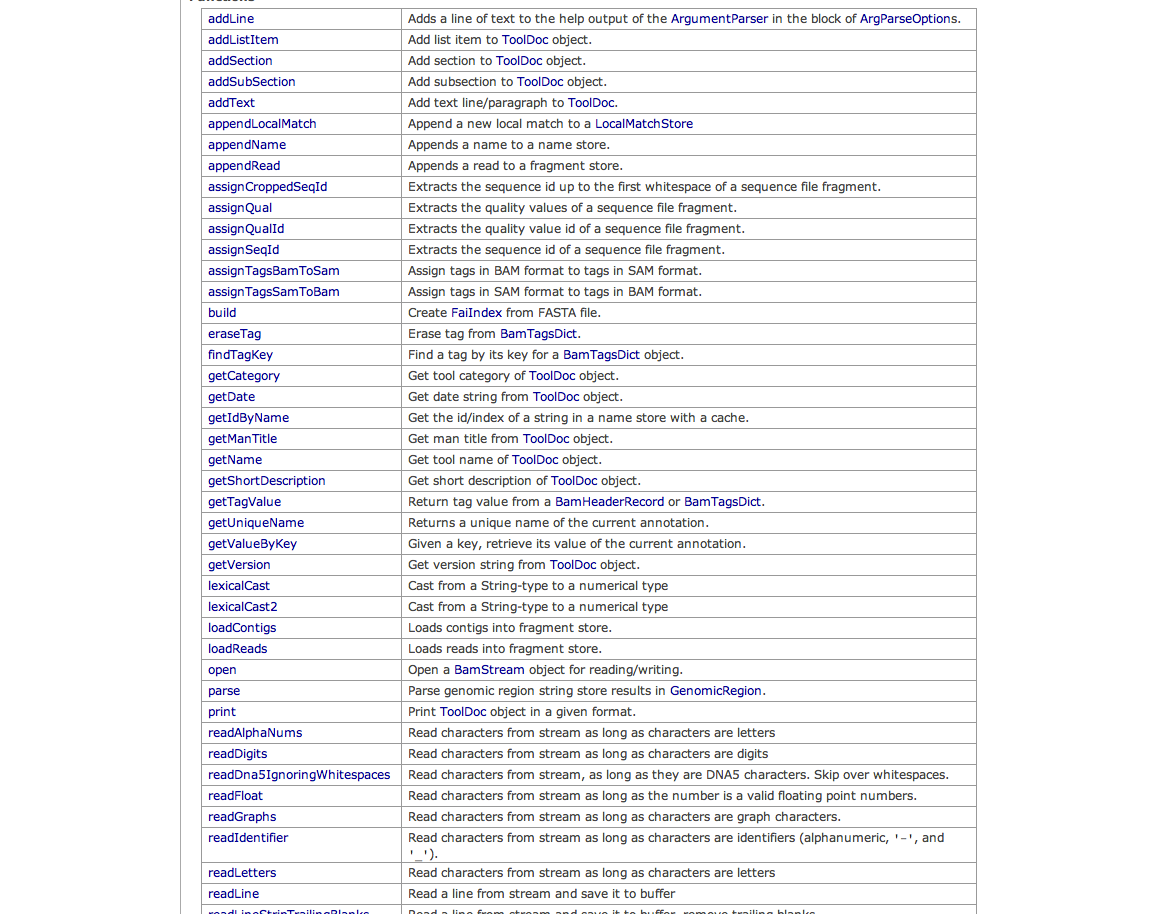 Functions
addLine Adds a line of text to the help output of the ArgumentParser in the block of ArgParseOptions.
addListItem Add list item to ToolDoc object.
addSection Add section to ToolDoc object.
addSubSection Add subsection to ToolDoc object.
addText Add text line/paragraph to ToolDoc.
appendLocalMatch Append a new local match to a LocalMatchStore
appendName Appends a name to a name store.
appendRead Appends a read to a fragment store.
assignCroppedSeqId Extracts the sequence id up to the first whitespace of a sequence file fragment.
assignQual Extracts the quality values of a sequence file fragment.
assignQualId Extracts the quality value id of a sequence file fragment.
assignSeqId Extracts the sequence id of a sequence file fragment.
assignTagsBamToSam Assign tags in BAM format to tags in SAM format.
assignTagsSamToBam Assign tags in SAM format to tags in BAM format.
build Create FaiIndex from FASTA file.
eraseTag Erase tag from BamTagsDict.
findTagKey Find a tag by its key for a BamTagsDict object.
getCategory Get tool category of ToolDoc object.
getDate Get date string from ToolDoc object.
getIdByName Get the id/index of a string in a name store with a cache.
getManTitle Get man title from ToolDoc object.
getName Get tool name of ToolDoc object.
getShortDescription Get short description of ToolDoc object.
getTagValue Return tag value from a BamHeaderRecord or BamTagsDict.
getUniqueName Returns a unique name of the current annotation.
getValueByKey Given a key, retrieve its value of the current annotation.
getVersion Get version string from ToolDoc object.
lexicalCast Cast from a String-type to a numerical type
lexicalCast2 Cast from a String-type to a numerical type
loadContigs Loads contigs into fragment store.
loadReads Loads reads into fragment store.
open Open a BamStream object for reading/writing.
parse Parse genomic region string store results in GenomicRegion.
print Print ToolDoc object in a given format.
readAlphaNums Read characters from stream as long as characters are letters
readDigits Read characters from stream as long as characters are digits
readDna5IgnoringWhitespaces Read characters from stream, as long as they are DNA5 characters. Skip over whitespaces.
readFloat Read characters from stream as long as the number is a valid floating point numbers.
readGraphs Read characters from stream as long as characters are graph characters.
readIdentifier Read characters from stream as long as characters are identifiers (alphanumeric, '-', and
'_').
readLetters Read characters from stream as long as characters are letters
readLine Read a line from stream and save it to buffer
readLineStripTrailingBlanks Read a line from stream and save it to buffer, remove trailing blanks